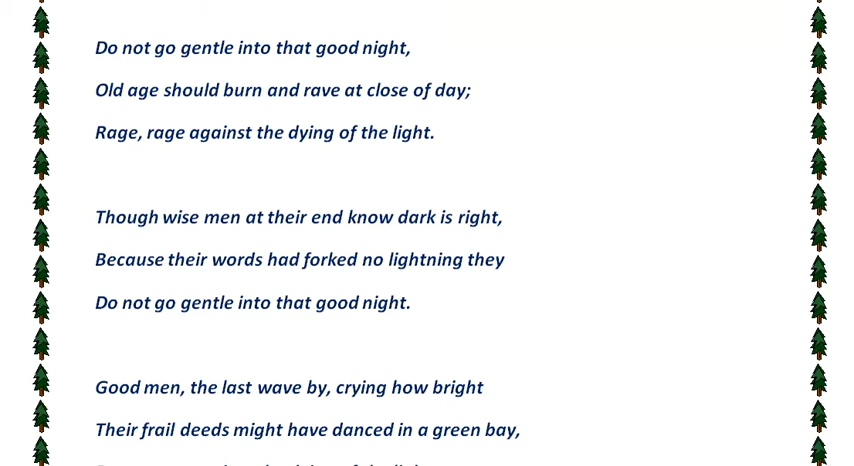 Do not go gentle into that good night,
Old age should burn and rave at close of day;
Rage, rage against the dying of the light.
Though wise men at their end know dark is right,
Because their words had forked no lightning they
Do not go gentle into that good night.
Good men, the last wave by, crying how bright
Their frail deeds might have danced in a green bay,